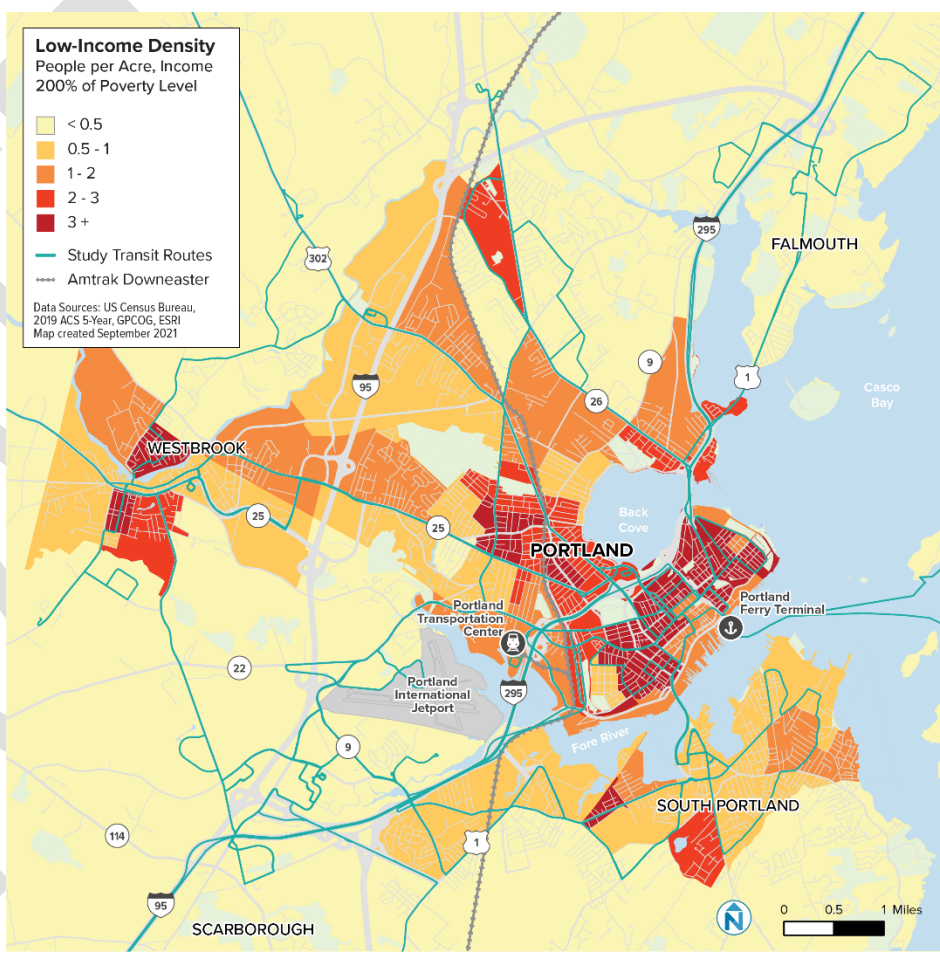 Low-Income Density
People per Acre, Income
200% of Poverty Level
< 0.5
0.5 - 1
1 - 2
2 - 3
3 +
Study Transit Routes
Amtrak Downeaster
Data Sources: US Census Bureau,
2019 ACS 5-Year, GPCOG, ESRI
Map created September 2021
295
FALMOUTH
302
9
1
95
Casco
Bay
26
WESTBROOK
25
25
Back
Cove
PORTLAND
Portland
Ferry Terminal
Portland
Transportation
Center
22
Portland
International
Jetport
295
9
Fore River
SOUTH PORTLAND
114
1
95
SCARBOROUGH
N
0 0.5 1 Miles